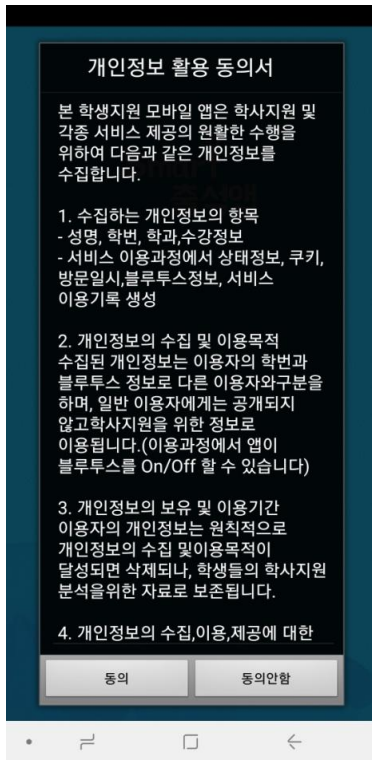 개인정보 활용 동의서
본 학생지원 모바일 앱은 학사지원 및
각종 서비스 제공의 원활한 수행을
위하여 다음과 같은 개인정보를
수집합니다.
1. 수집하는 개인정보의 항목
- 성명, 학번, 학과,수강정보
- 서비스 이용과정에서 상태정보, 쿠키,
방문일시,블루투스정보, 서비스
이용기록 생성
2. 개인정보의 수집 및 이용목적
수집된 개인정보는 이용자의 학번과
블루투스 정보로 다른 이용자와구분을
하며, 일반 이용자에게는 공개되지
않고학사지원을 위한 정보로
이용됩니다.(이용과정에서 앱이
블루투스를 On/Off 할 수 있습니다)
3. 개인정보의 보유 및 이용기간
이용자의 개인정보는 원칙적으로
개인정보의 수집 및이용목적이
달성되면 삭제되나, 학생들의 학사지원
분석을위한 자료로 보존됩니다.
4. 개인정보의 수집,이용,제공에 대한
동의
동의안함